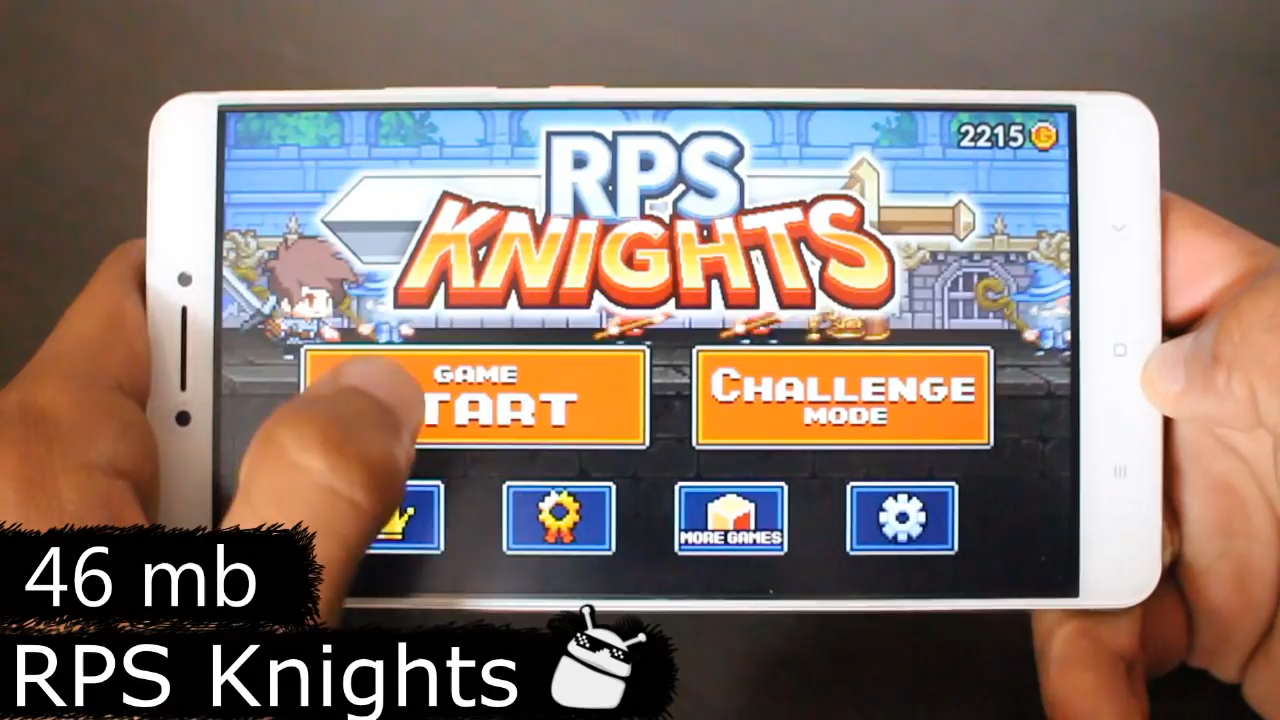 2215
RPS
KNIGHTS
GAME
TART
CHALLENGE
MODE
MORE GAMES
46 mb
RPS Knights